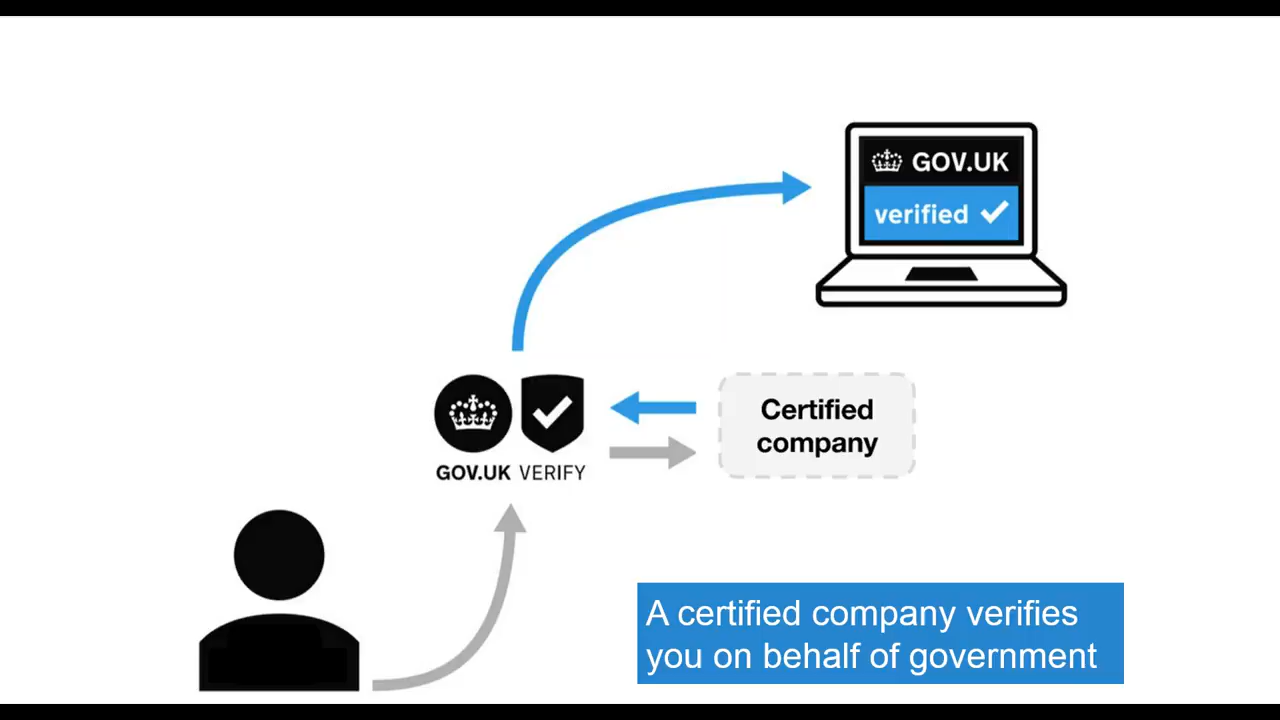 GOV.UK
verified
Certified
company
GOV.UK VERIFY
A certified company verifies
you on behalf of government